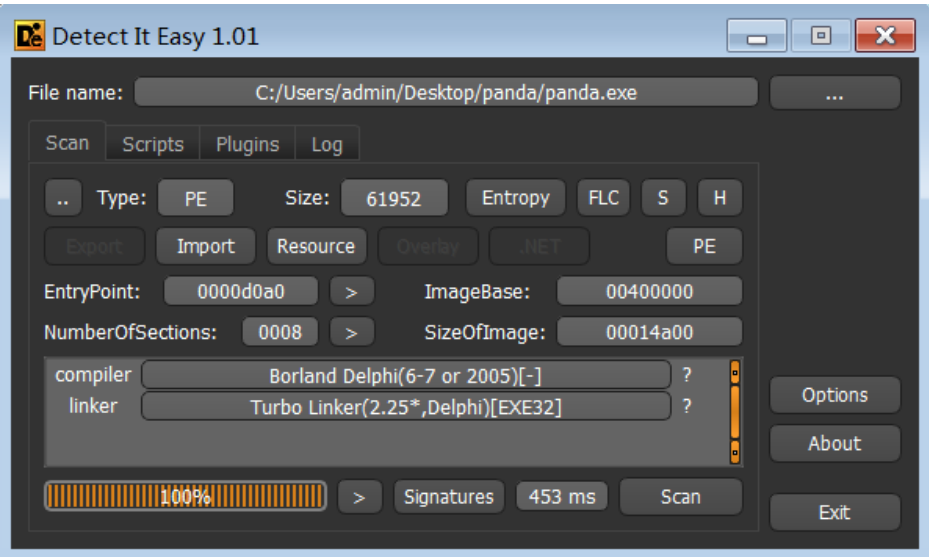 De Detect It Easy 1.01
File name: C:/Users/admin/Desktop/panda/panda.exe ...
Scan Scripts Plugins Log
.. Type: PE Size: 61952 Entropy FLC S H
Export Import Resource Overlay .NET PE
EntryPoint: 0000d0a0 > ImageBase: 00400000
NumberOfSections: 0008 > SizeOfImage: 00014a00
compiler Borland Delphi(6-7 or 2005)[-] ?
linker Turbo Linker(2.25*,Delphi)[EXE32] ?
Options
About
100% > Signatures 453 ms Scan
Exit